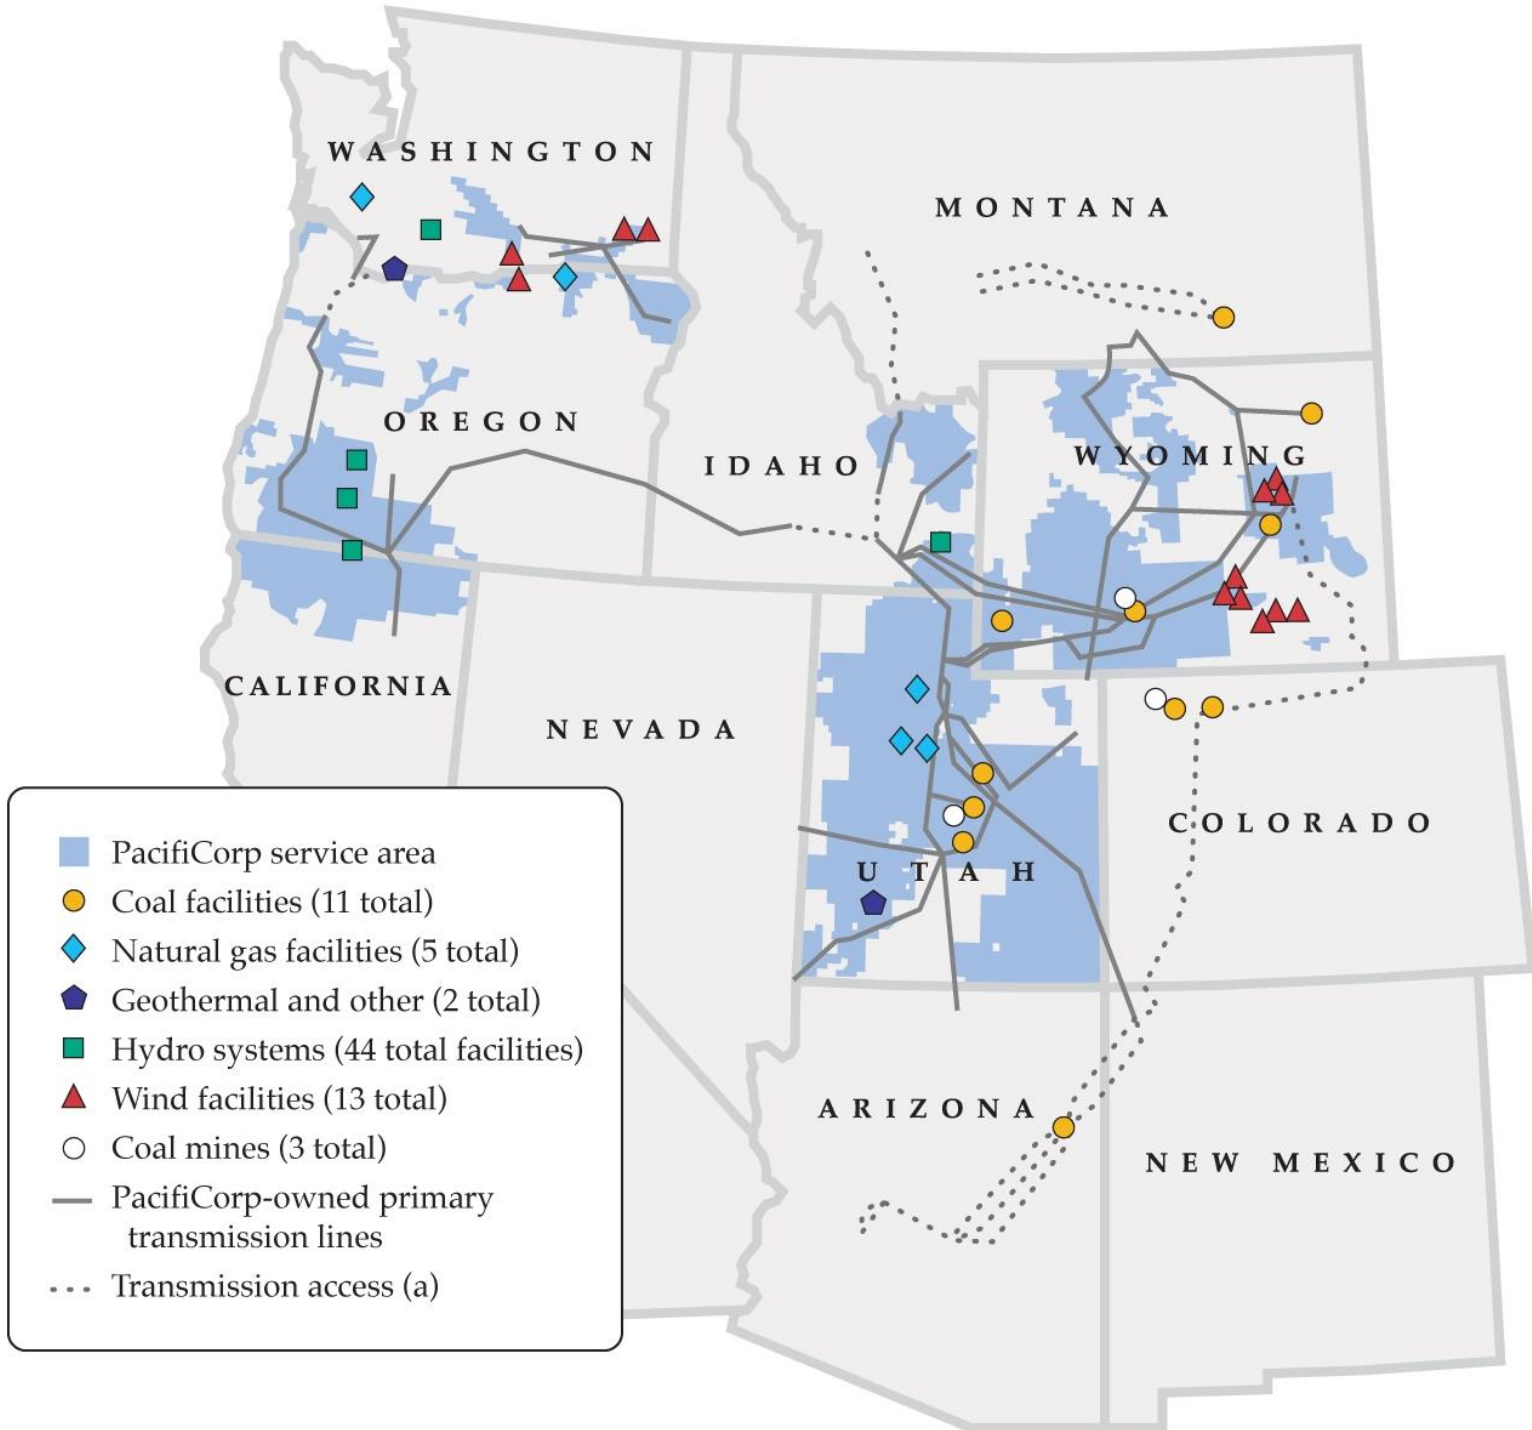 WASHINGTON
MONTANA
OREGON
IDAHO
WYOMING
CALIFORNIA
NEVADA
UTAH
COLORADO
ARIZONA
NEW MEXICO
PacifiCorp service area
Coal facilities (11 total)
Natural gas facilities (5 total)
Geothermal and other (2 total)
Hydro systems (44 total facilities)
Wind facilities (13 total)
Coal mines (3 total)
PacifiCorp-owned primary
transmission lines
Transmission access (a)